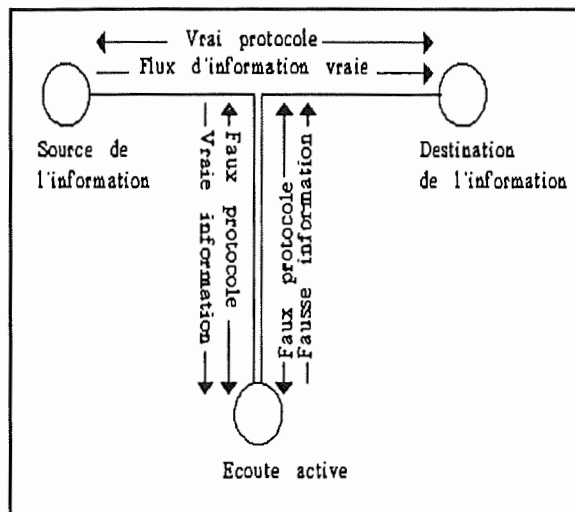 Vrai protocole
Flux d'information vraie
Source de
l'information
Destination
de l'information
Vraie information
Faux protocole
Faux protocole
Fausse information
Ecoute active